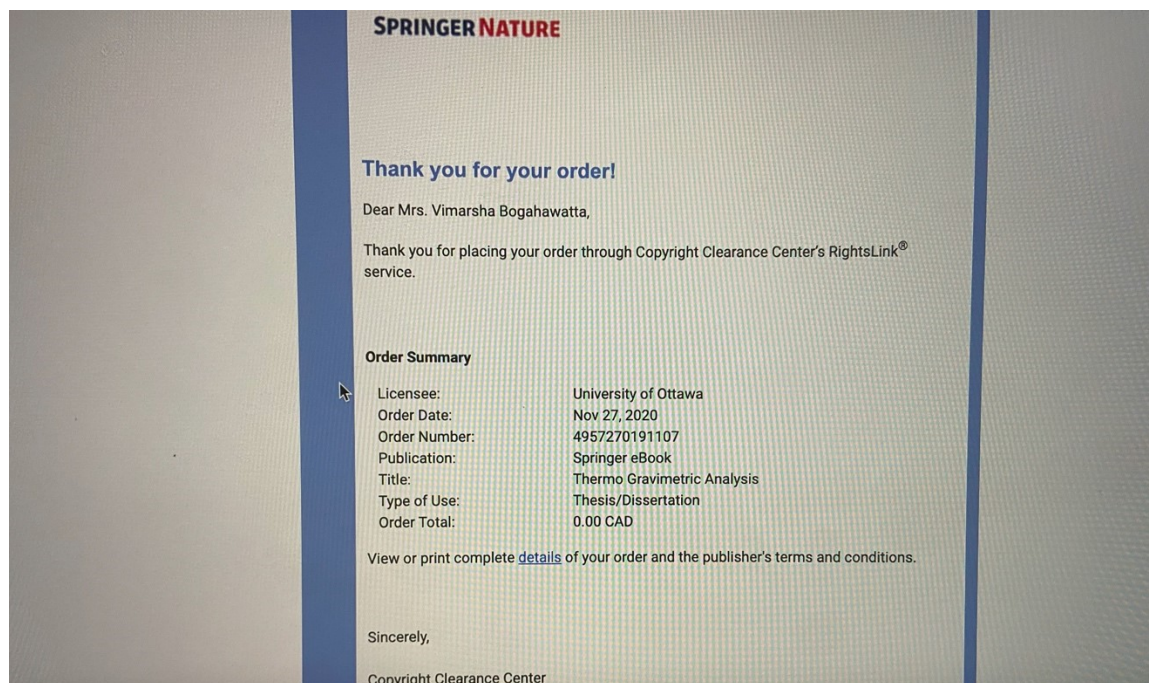 SPRINGER NATURE
Thank you for your order!
Dear Mrs. Vimarsha Bogahawatta,
Thank you for placing your order through Copyright Clearance Center's RightsLink®
service.
Order Summary
Licensee: University of Ottawa
Order Date: Nov 27, 2020
Order Number: 4957270191107
Publication: Springer eBook
Title: Thermo Gravimetric Analysis
Type of Use: Thesis/Dissertation
Order Total: 0.00 CAD
View or print complete details of your order and the publisher's terms and conditions.
Sincerely,
Copyright Clearance Center